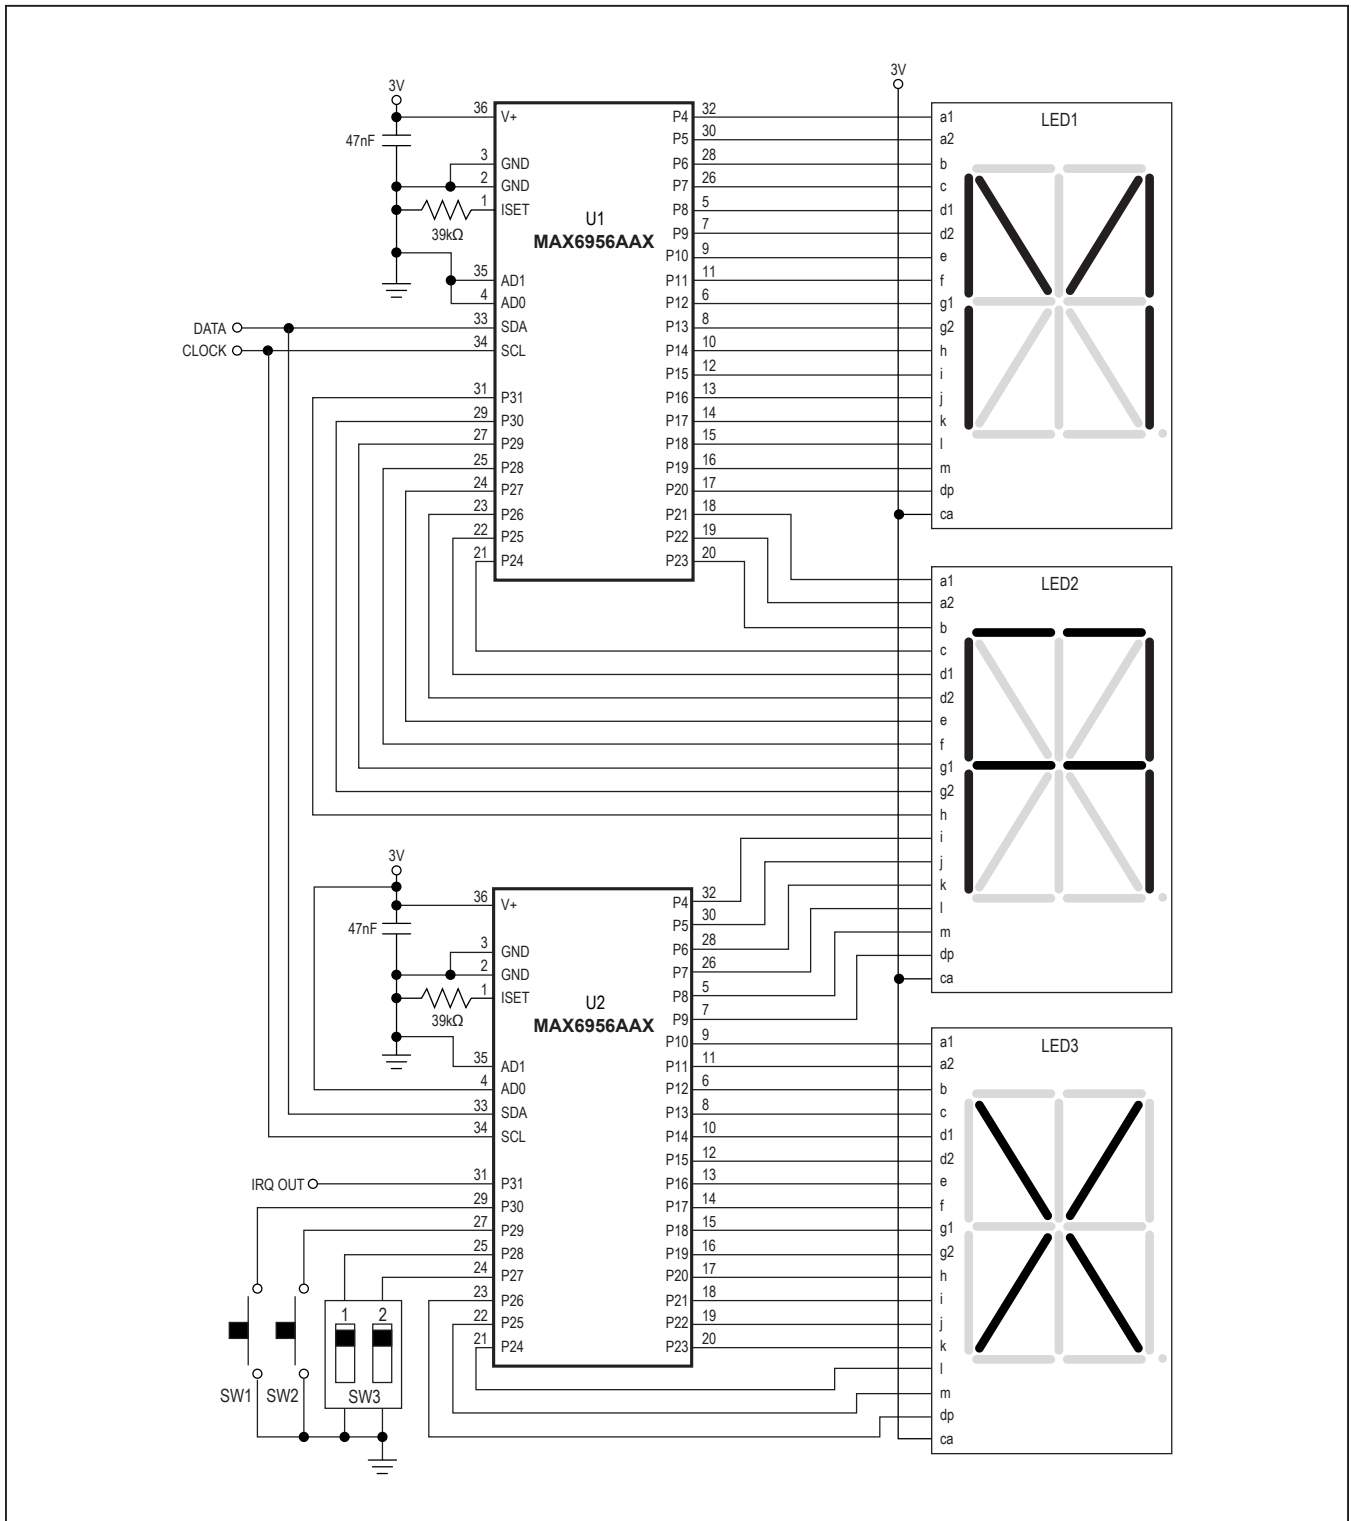 3V
47nF
36 V+
3 GND
2 GND
1 ISET
39kΩ
35 AD1
4 AD0
33 SDA
34 SCL
DATA
CLOCK
31 P31
29 P30
27 P29
25 P28
24 P27
23 P26
22 P25
21 P24
U1
MAX6956AAX
P4 32
P5 30
P6 28
P7 26
P8 5
P9 7
P10 9
P11 11
P12 6
P13 8
P14 10
P15 12
P16 13
P17 14
P18 15
P19 16
P20 17
P21 18
P22 19
P23 20
3V
LED1
a1
a2
b
c
d1
d2
e
f
g1
g2
h
i
j
k
l
m
dp
ca
LED2
a1
a2
b
c
d1
d2
e
f
g1
g2
h
i
j
k
l
m
dp
ca
3V
47nF
36 V+
3 GND
2 GND
1 ISET
39kΩ
35 AD1
4 AD0
33 SDA
34 SCL
IRQ OUT
31 P31
29 P30
27 P29
25 P28
24 P27
23 P26
22 P25
21 P24
U2
MAX6956AAX
P4 32
P5 30
P6 28
P7 26
P8 5
P9 7
P10 9
P11 11
P12 6
P13 8
P14 10
P15 12
P16 13
P17 14
P18 15
P19 16
P20 17
P21 18
P22 19
P23 20
LED3
a1
a2
b
c
d1
d2
e
f
g1
g2
h
i
j
k
l
m
dp
ca
1 2
SW1 SW2 SW3